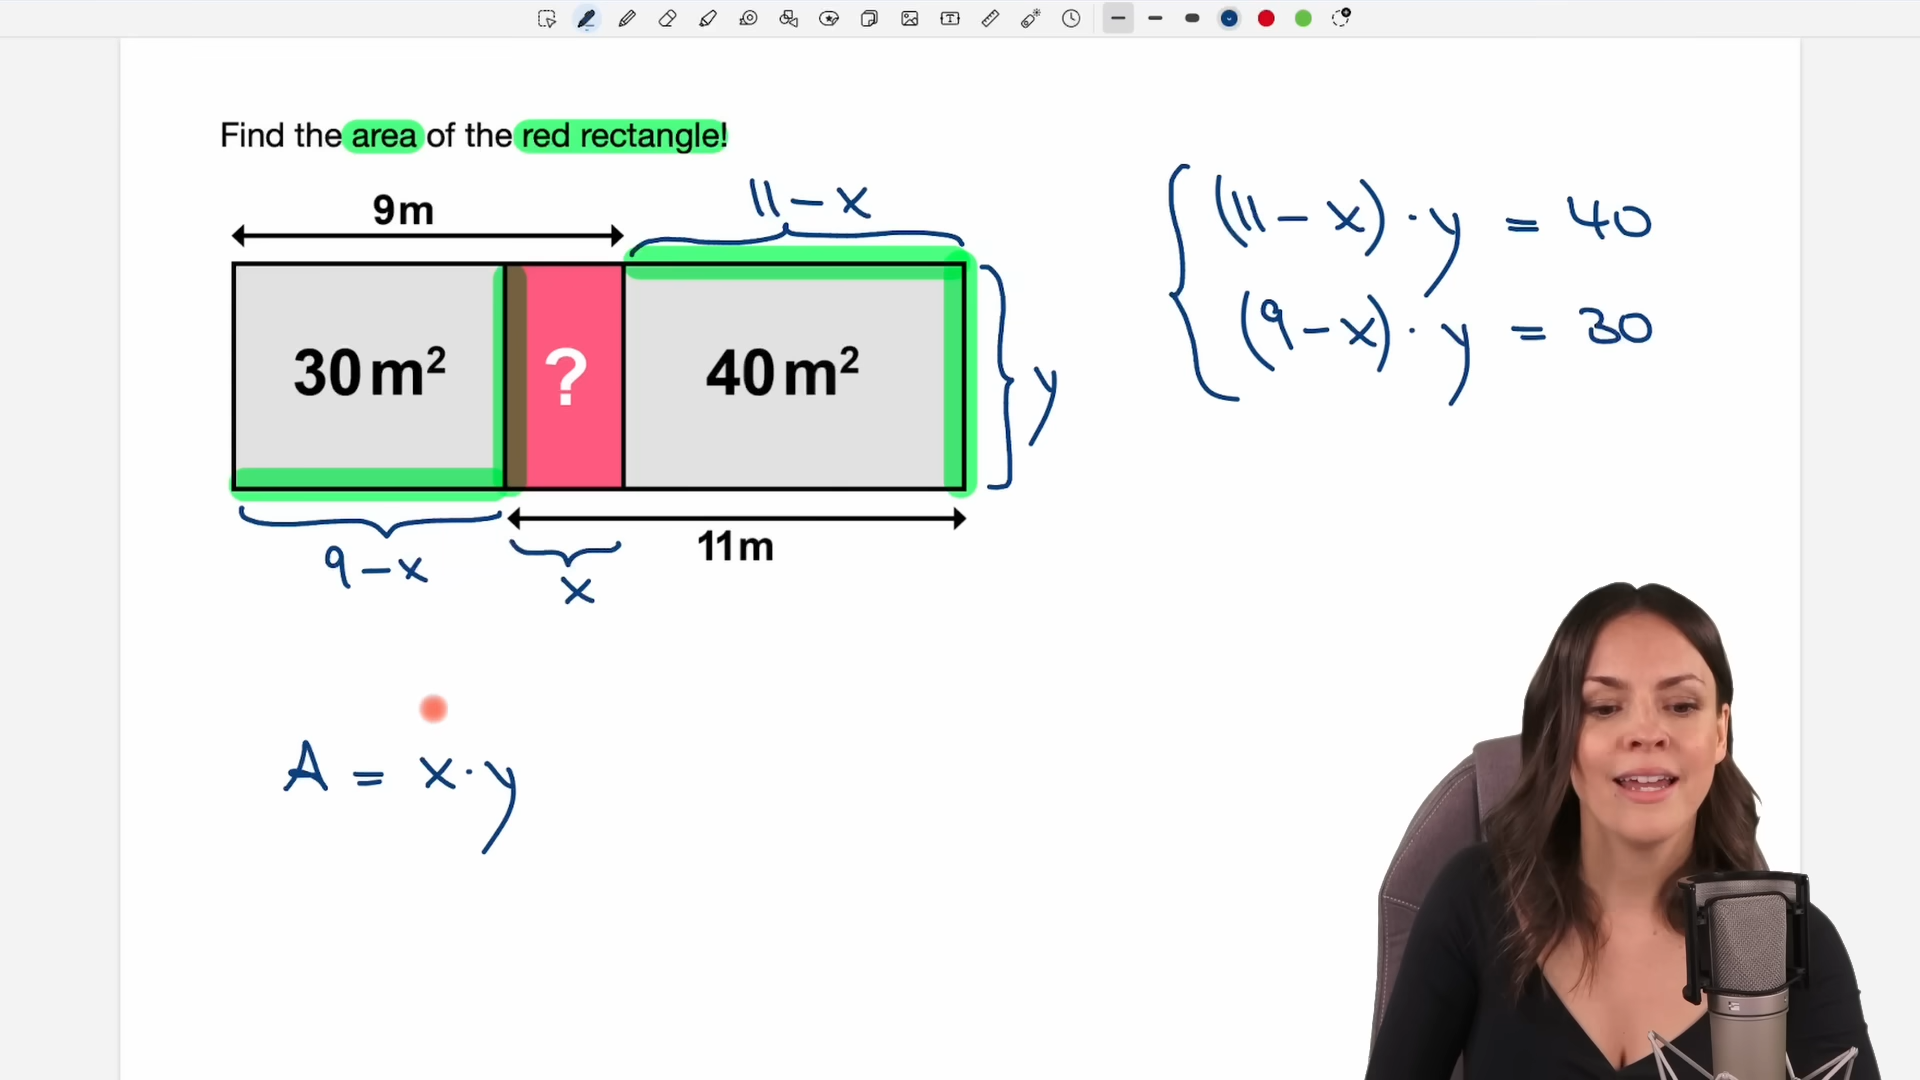 Find the area of the red rectangle!
9m
11 - x
30 m²
?
40 m²
y
9 - x
x
11m
(11 - x) · y = 40
(9 - x) · y = 30
A = x · y